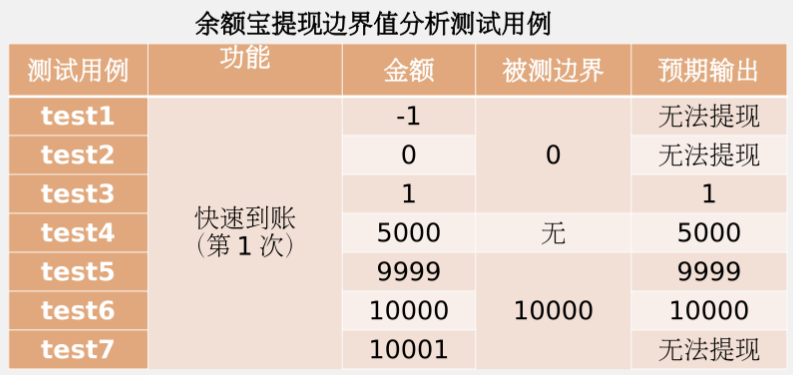 余额宝提现边界值分析测试用例
测试用例 功能 金额 被测边界 预期输出
test1 -1 无法提现
test2 0 0 无法提现
test3 1 1
快速到账
（第 1 次）
test4 5000 无 5000
test5 9999 9999
test6 10000 10000 10000
test7 10001 无法提现